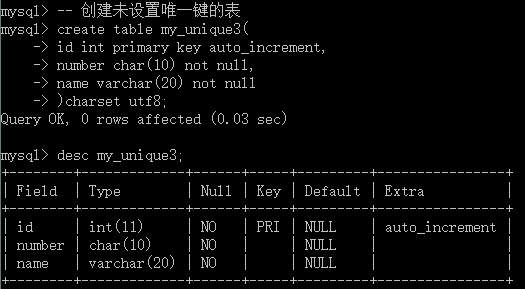 mysql> -- 创建未设置唯一键的表
mysql> create table my_unique3(
    -> id int primary key auto_increment,
    -> number char(10) not null,
    -> name varchar(20) not null
    -> )charset utf8;
Query OK, 0 rows affected (0.03 sec)

mysql> desc my_unique3;
+--------+-------------+------+-----+---------+----------------+
| Field  | Type        | Null | Key | Default | Extra          |
+--------+-------------+------+-----+---------+----------------+
| id     | int(11)     | NO   | PRI | NULL    | auto_increment |
| number | char(10)    | NO   |     | NULL    |                |
| name   | varchar(20) | NO   |     | NULL    |                |